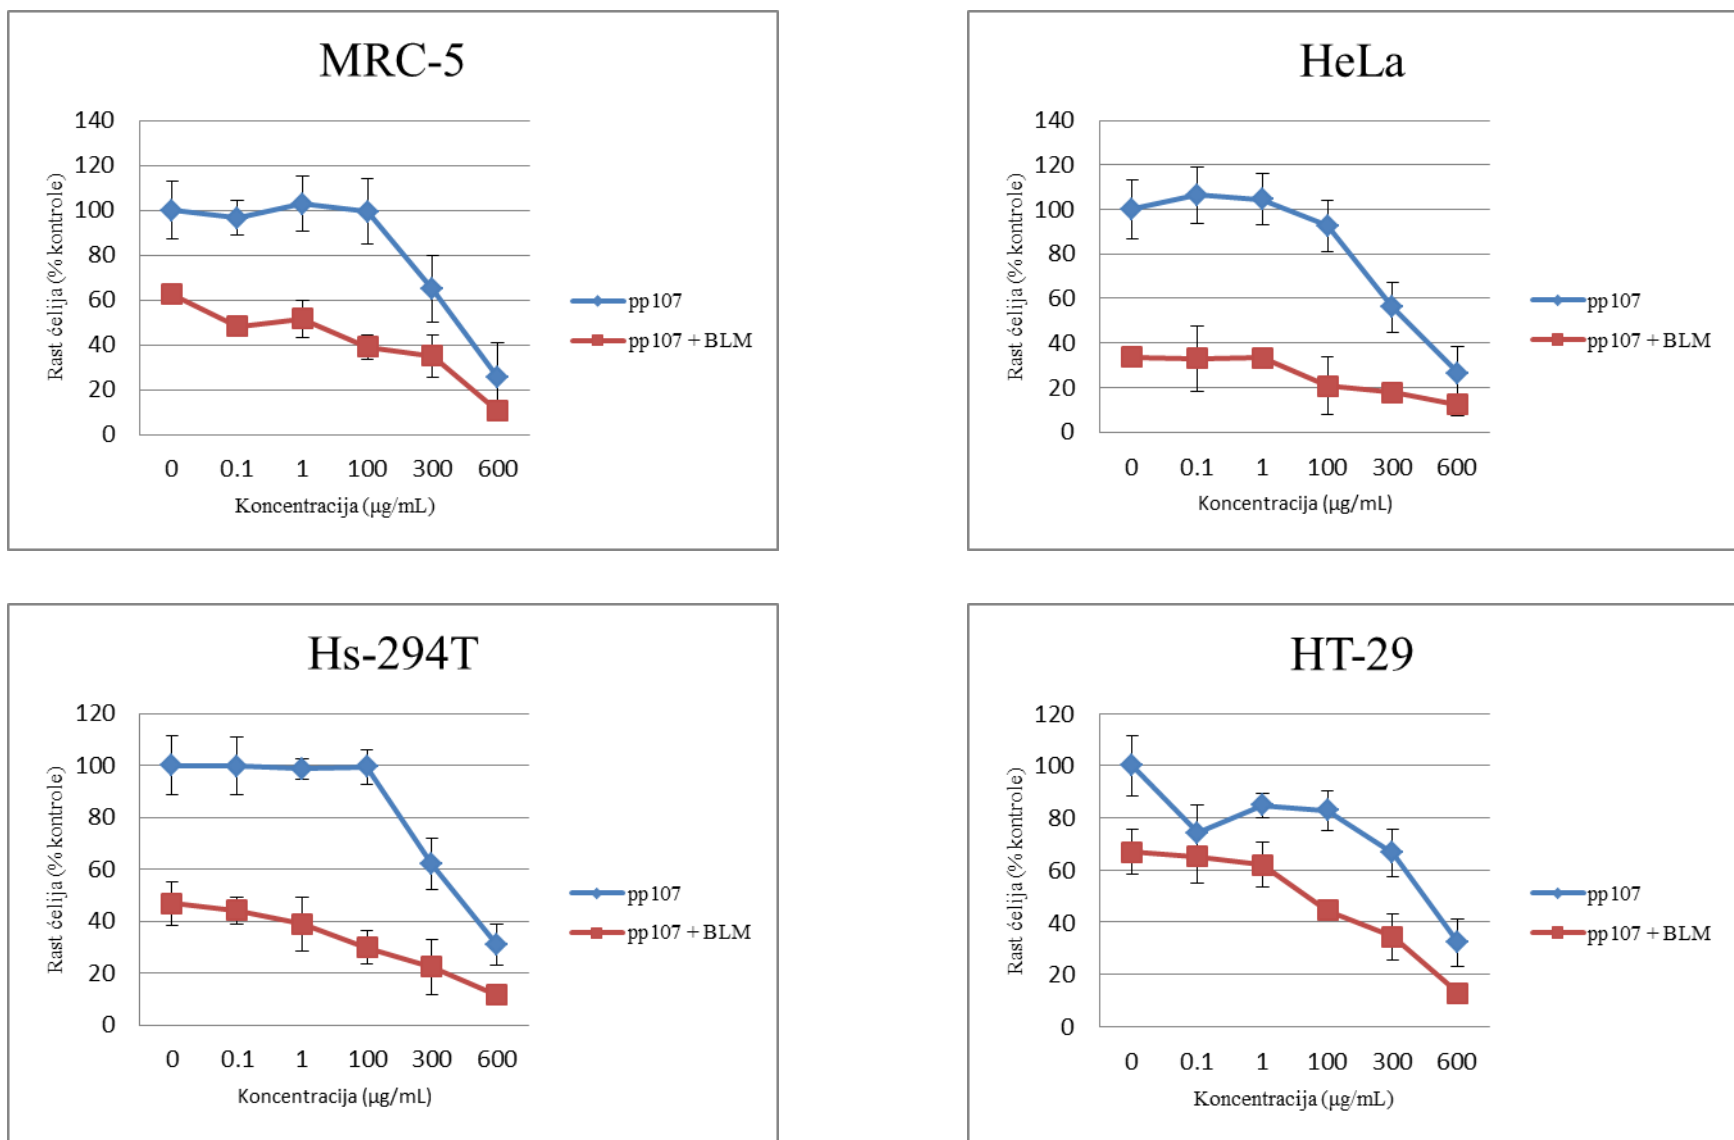 MRC-5
140
120
100
80
60
40
20
0
Rast ćelija (% kontrole)
0 0.1 1 100 300 600
Koncentracija (µg/mL)
pp107
pp107 + BLM
HeLa
140
120
100
80
60
40
20
0
Rast ćelija (% kontrole)
0 0.1 1 100 300 600
Koncentracija (µg/mL)
pp107
pp107 + BLM
Hs-294T
120
100
80
60
40
20
0
Rast ćelija (% kontrole)
0 0.1 1 100 300 600
Koncentracija (µg/mL)
pp107
pp107 + BLM
HT-29
120
100
80
60
40
20
0
Rast ćelija (% kontrole)
0 0.1 1 100 300 600
Koncentracija (µg/mL)
pp107
pp107 + BLM